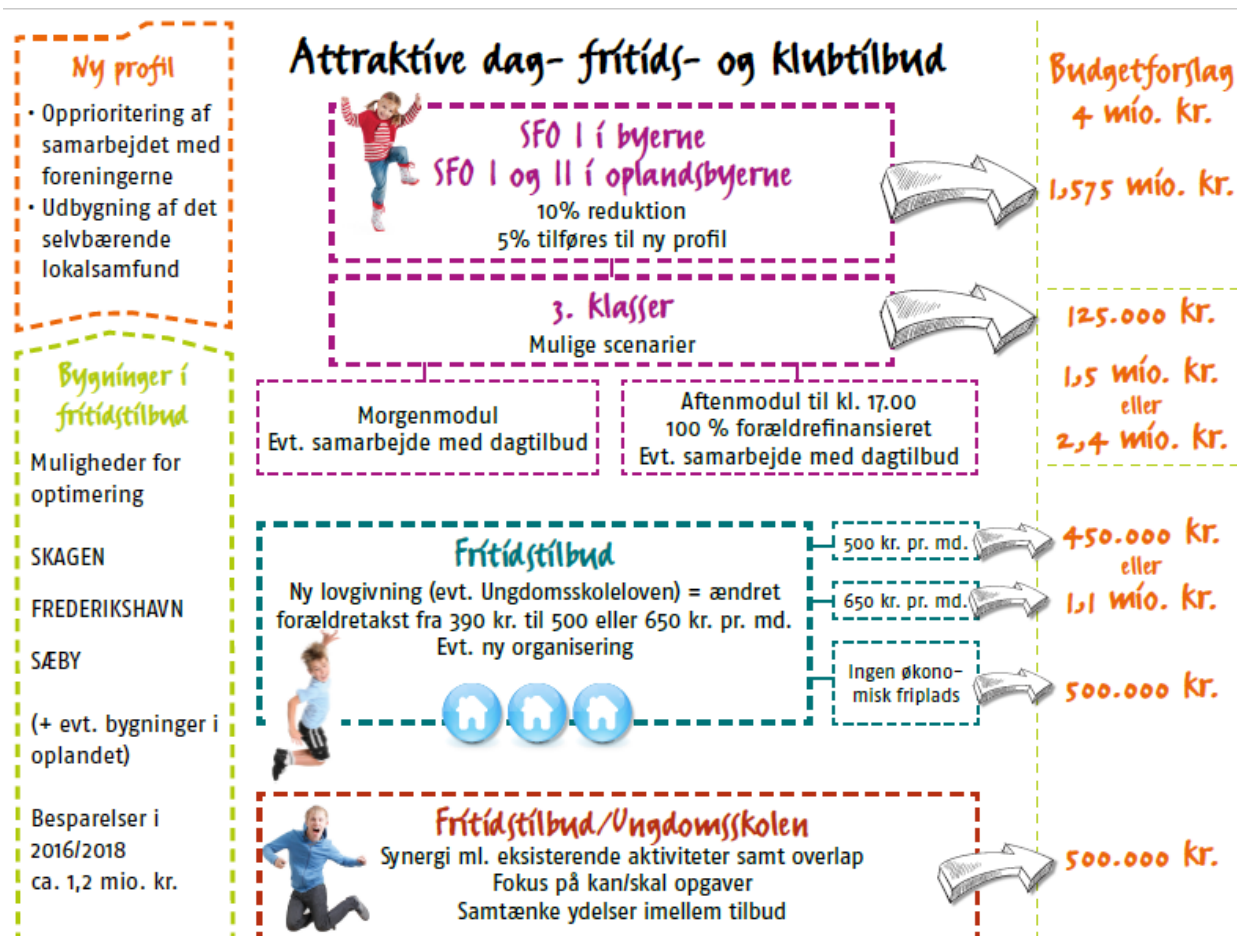 Attraktive dag- fritids- og klubtilbud
Ny profil
• Opprioritering af
samarbejdet med
foreningerne
• Udbygning af det
selvbærende
lokalsamfund
Bygninger i
fritidstilbud
Muligheder for
optimering
SKAGEN
FREDERIKSHAVN
SÆBY
(+ evt. bygninger i
oplandet)
Besparelser i
2016/2018
ca. 1,2 mio. kr.
SFO I i byerne
SFO I og II i oplandsbyerne
10% reduktion
5% tilføres til ny profil
3. klasser
Mulige scenarier
Morgenmodul
Evt. samarbejde med dagtilbud
Aftenmodul til kl. 17.00
100 % forældrefinansieret
Evt. samarbejde med dagtilbud
Fritidstilbud
Ny lovgivning (evt. Ungdomsskoleloven) = ændret
forældretakst fra 390 kr. til 500 eller 650 kr. pr. md.
Evt. ny organisering
500 kr. pr. md.
650 kr. pr. md.
Ingen økono-
misk friplads
Fritidstilbud/Ungdomsskolen
Synergi ml. eksisterende aktiviteter samt overlap
Fokus på kan/skal opgaver
Samtænke ydelser imellem tilbud
Budgetforslag
4 mio. kr.
1,575 mio. kr.
125.000 kr.
1,5 mio. kr.
eller
2,4 mio. kr.
450.000 kr.
eller
1,1 mio. kr.
500.000 kr.
500.000 kr.